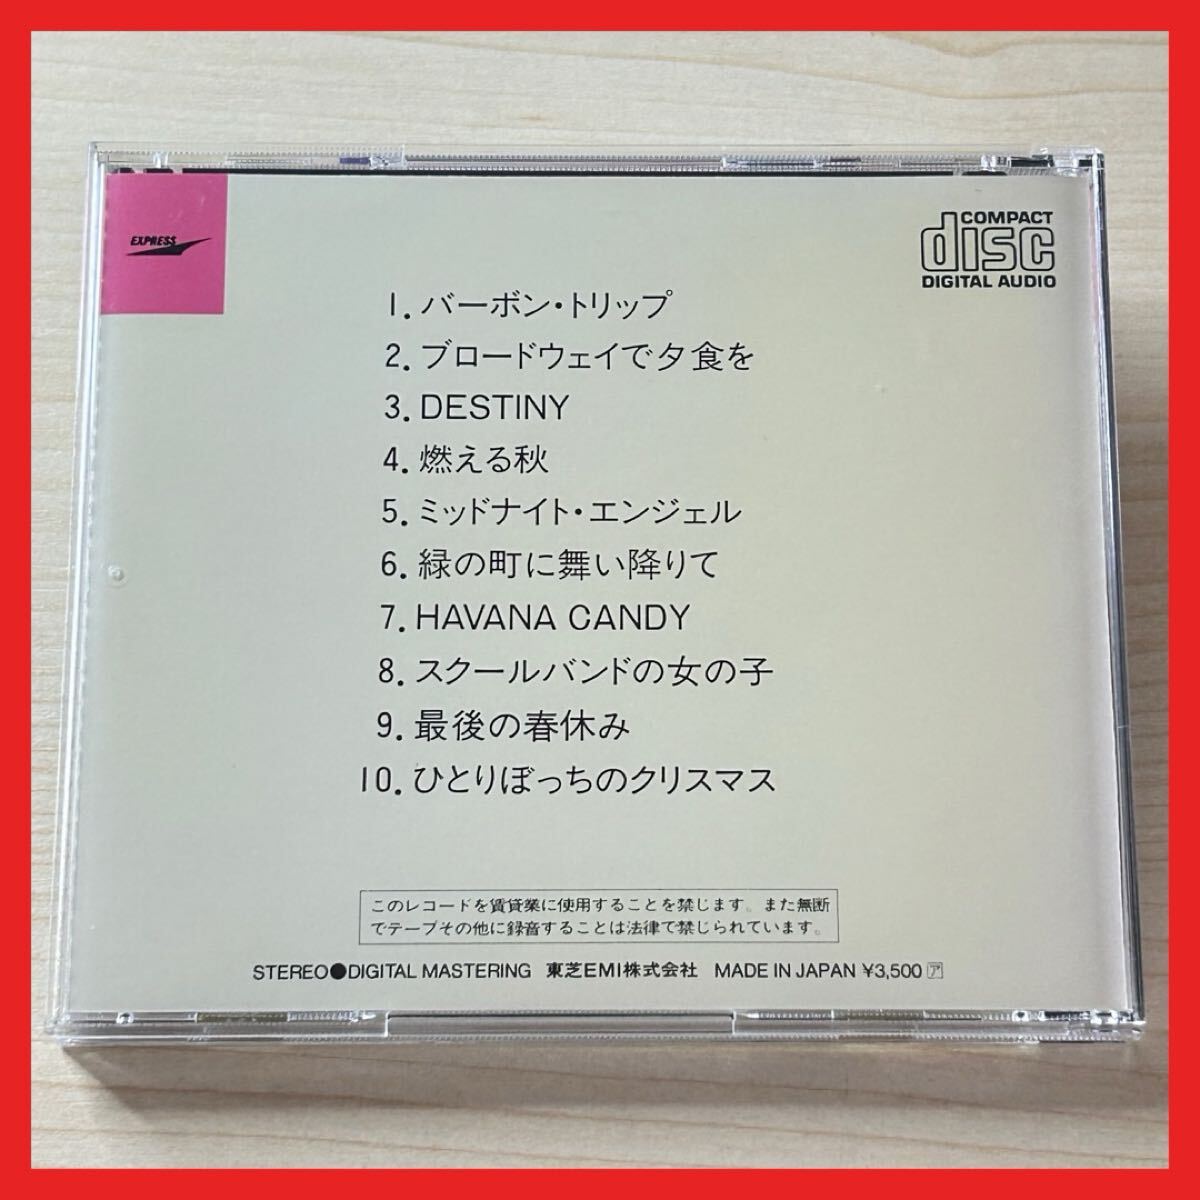 EXPRESS
COMPACT
disc
DIGITAL AUDIO
1. バーボン・トリップ
2. ブロードウェイで夕食を
3. DESTINY
4. 燃える秋
5. ミッドナイト・エンジェル
6. 緑の町に舞い降りて
7. HAVANA CANDY
8. スクールバンドの女の子
9. 最後の春休み
10. ひとりぼっちのクリスマス
このレコードを賃貸業に使用することを禁じます。また無断
でテープその他に録音することは法律で禁じられています。
STEREO●DIGITAL MASTERING 東芝EMI株式会社 MADE IN JAPAN ¥3,500 ア